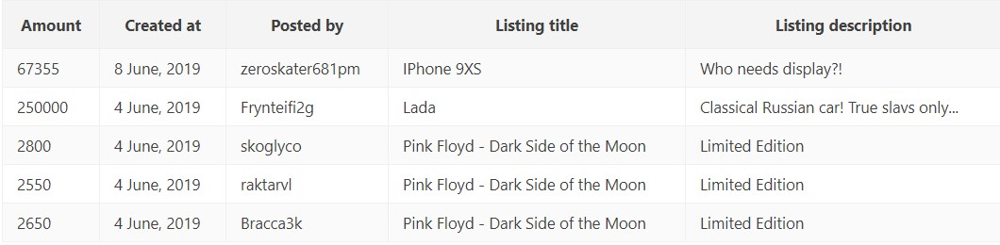 Amount Created at Posted by Listing title Listing description
67355 8 June, 2019 zeroskater681pm IPhone 9XS Who needs display?!
250000 4 June, 2019 Frynteifi2g Lada Classical Russian car! True slavs only...
2800 4 June, 2019 skoglyco Pink Floyd - Dark Side of the Moon Limited Edition
2550 4 June, 2019 raktarvl Pink Floyd - Dark Side of the Moon Limited Edition
2650 4 June, 2019 Bracca3k Pink Floyd - Dark Side of the Moon Limited Edition